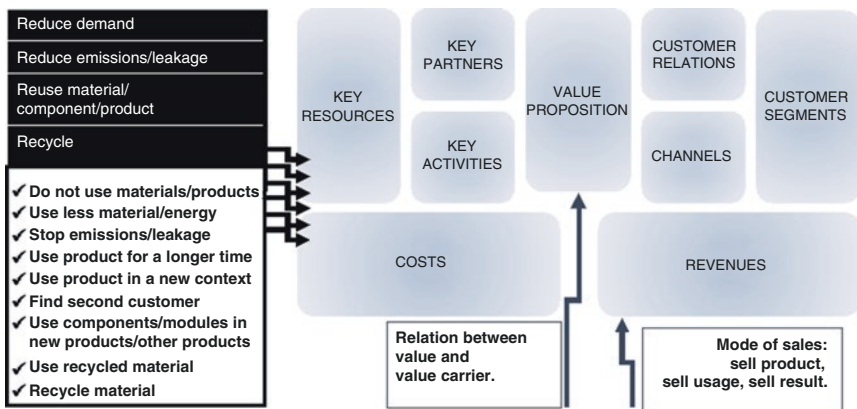 Reduce demand
Reduce emissions/leakage
Reuse material/
component/product
Recycle
✓ Do not use materials/products
✓ Use less material/energy
✓ Stop emissions/leakage
✓ Use product for a longer time
✓ Use product in a new context
✓ Find second customer
✓ Use components/modules in
new products/other products
✓ Use recycled material
✓ Recycle material
KEY
RESOURCES
KEY
PARTNERS
KEY
ACTIVITIES
VALUE
PROPOSITION
CUSTOMER
RELATIONS
CHANNELS
CUSTOMER
SEGMENTS
COSTS
REVENUES
Relation between
value and
value carrier.
Mode of sales:
sell product,
sell usage, sell result.